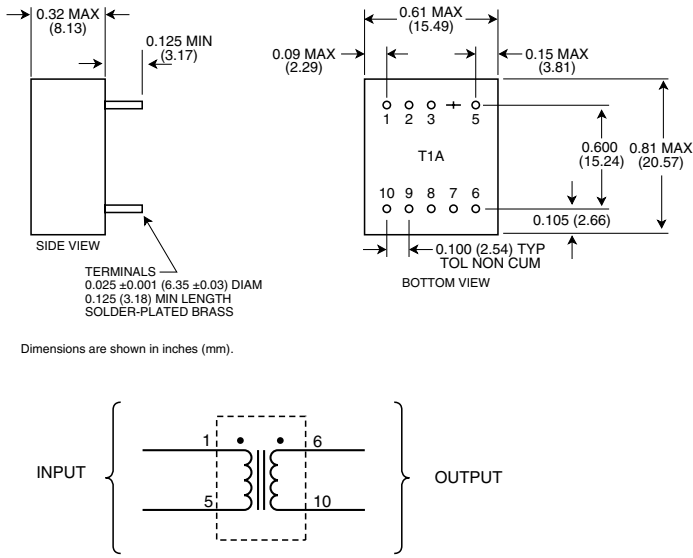 0.32 MAX
(8.13)
0.125 MIN
(3.17)
SIDE VIEW
TERMINALS
0.025 ±0.001 (6.35 ±0.03) DIAM
0.125 (3.18) MIN LENGTH
SOLDER-PLATED BRASS
0.61 MAX
(15.49)
0.09 MAX
(2.29)
0.15 MAX
(3.81)
1 2 3 5
T1A
10 9 8 7 6
0.600
(15.24)
0.81 MAX
(20.57)
0.105 (2.66)
0.100 (2.54) TYP
TOL NON CUM
BOTTOM VIEW
Dimensions are shown in inches (mm).
1 6
INPUT
OUTPUT
5 10